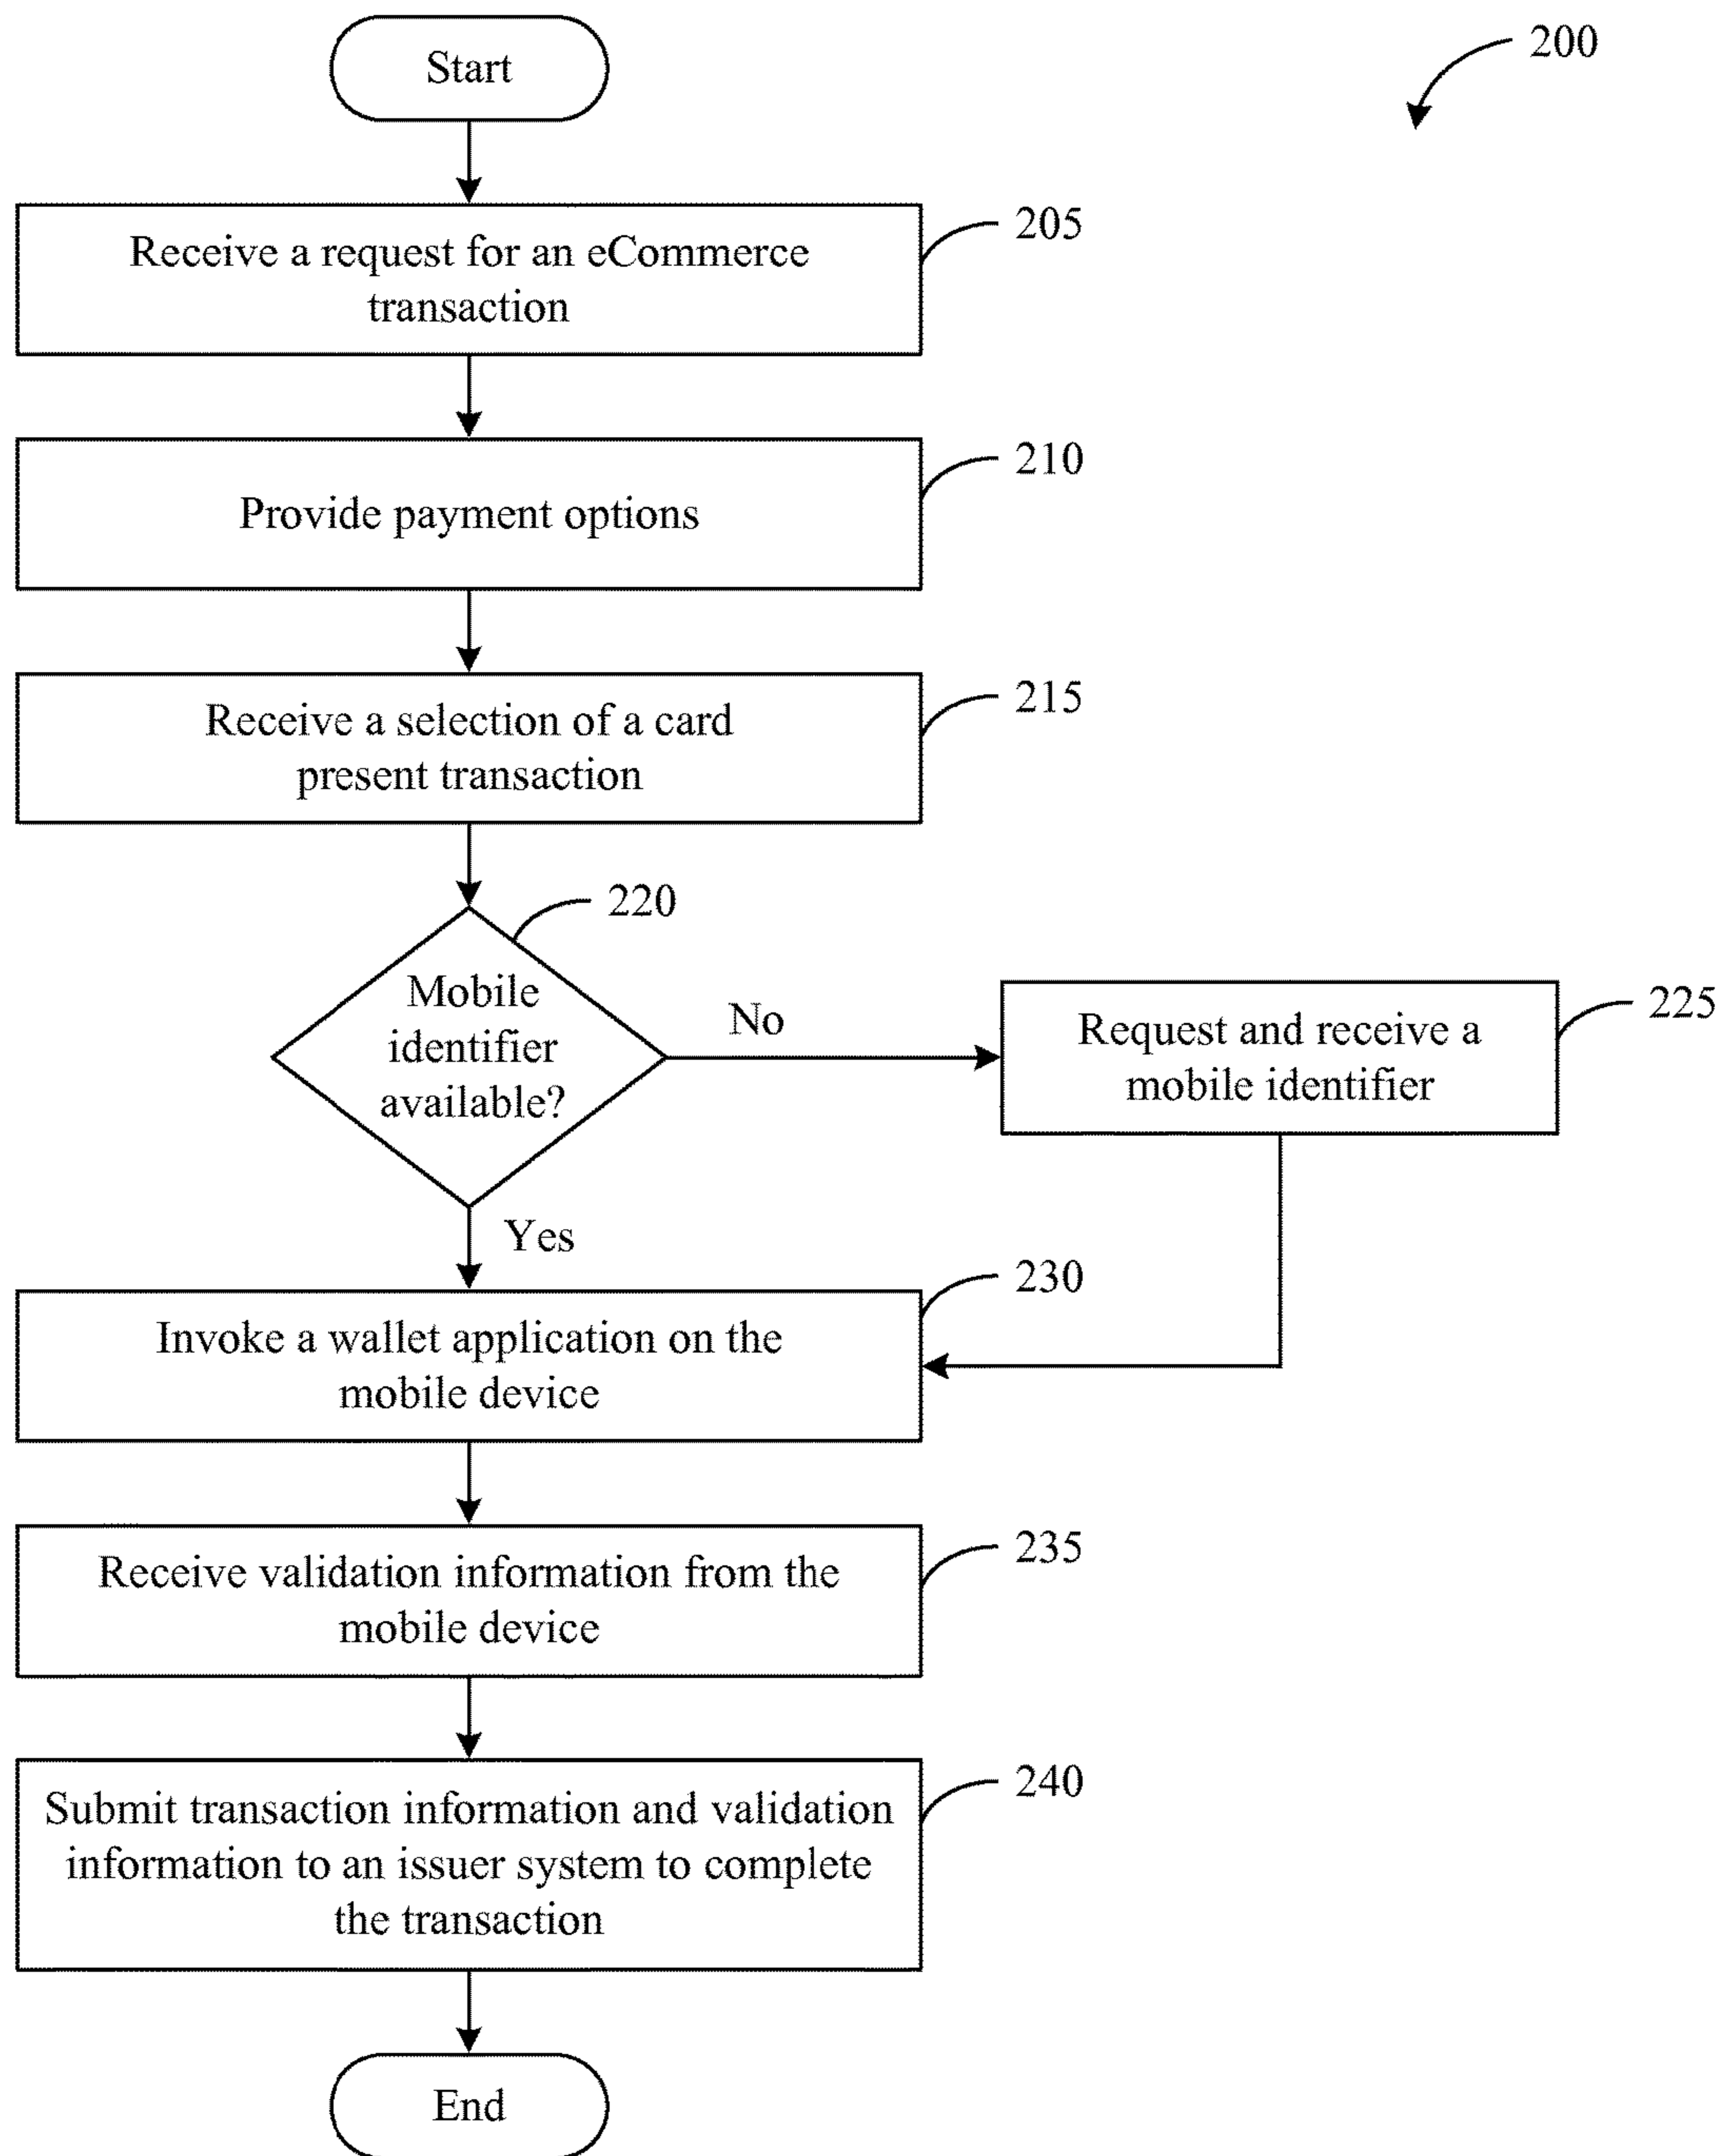 Start
200
Receive a request for an eCommerce
transaction
205
Provide payment options
210
Receive a selection of a card
present transaction
215
220
Mobile
identifier
available?
No
Request and receive a
mobile identifier
225
Yes
Invoke a wallet application on the
mobile device
230
Receive validation information from the
mobile device
235
Submit transaction information and validation
information to an issuer system to complete
the transaction
240
End